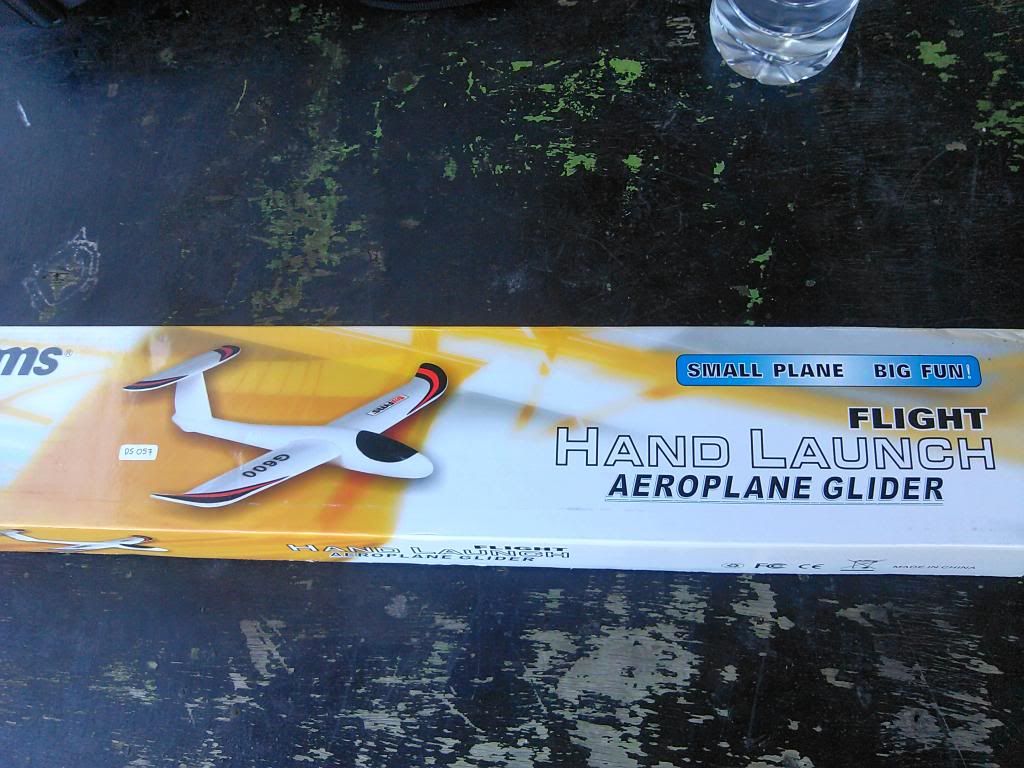 ms®
SMALL PLANE BIG FUN!
FLIGHT
HAND LAUNCH
AEROPLANE GLIDER
G600
DS 057
FLIGHT
HAND LAUNCH
AEROPLANE GLIDER
FC CE
MADE IN CHINA